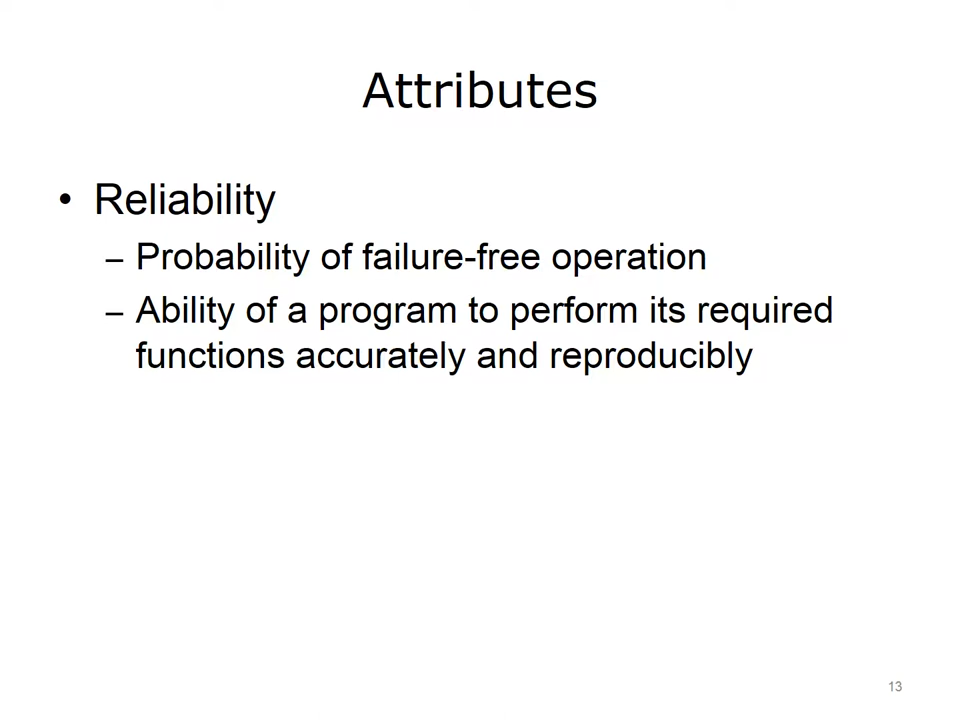 Attributes
• Reliability
– Probability of failure-free operation
– Ability of a program to perform its required
functions accurately and reproducibly
13